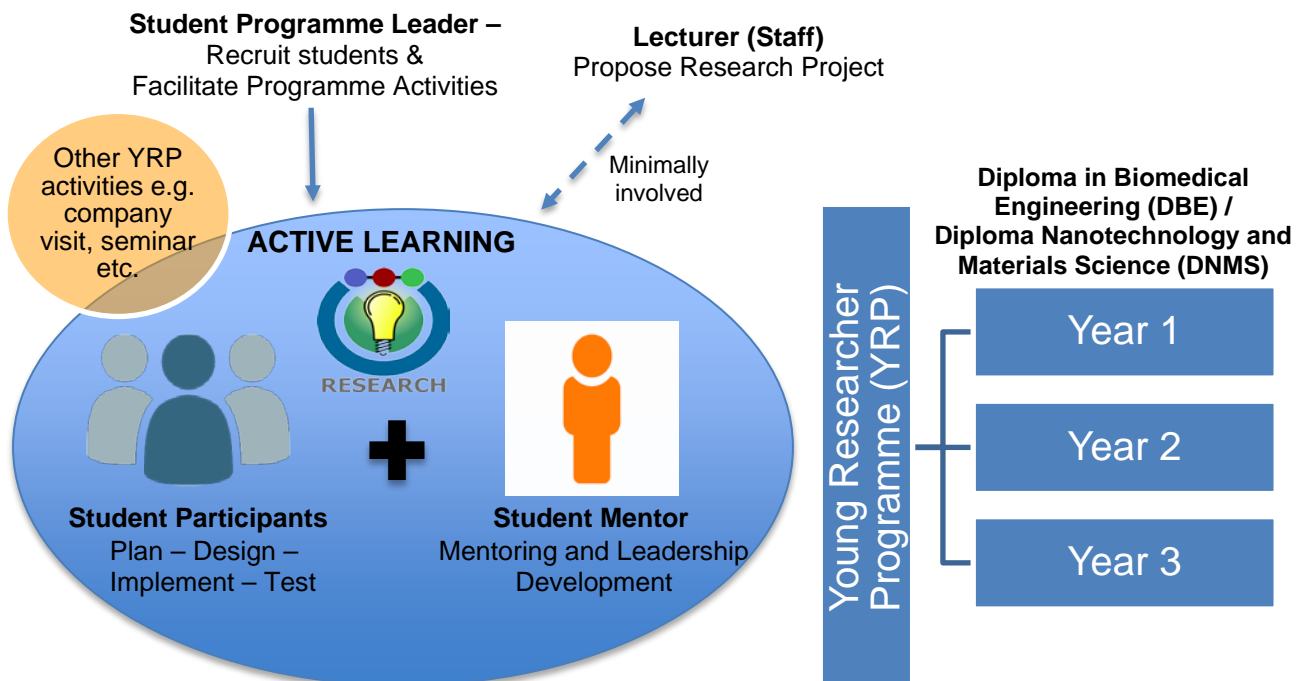 Student Programme Leader –
Recruit students &
Facilitate Programme Activities
Lecturer (Staff)
Propose Research Project
Minimally
involved
Other YRP
activities e.g.
company
visit, seminar
etc.
ACTIVE LEARNING
RESEARCH
Student Participants
Plan – Design –
Implement – Test
Student Mentor
Mentoring and Leadership
Development
Young Researcher
Programme (YRP)
Diploma in Biomedical
Engineering (DBE) /
Diploma Nanotechnology and
Materials Science (DNMS)
Year 1
Year 2
Year 3